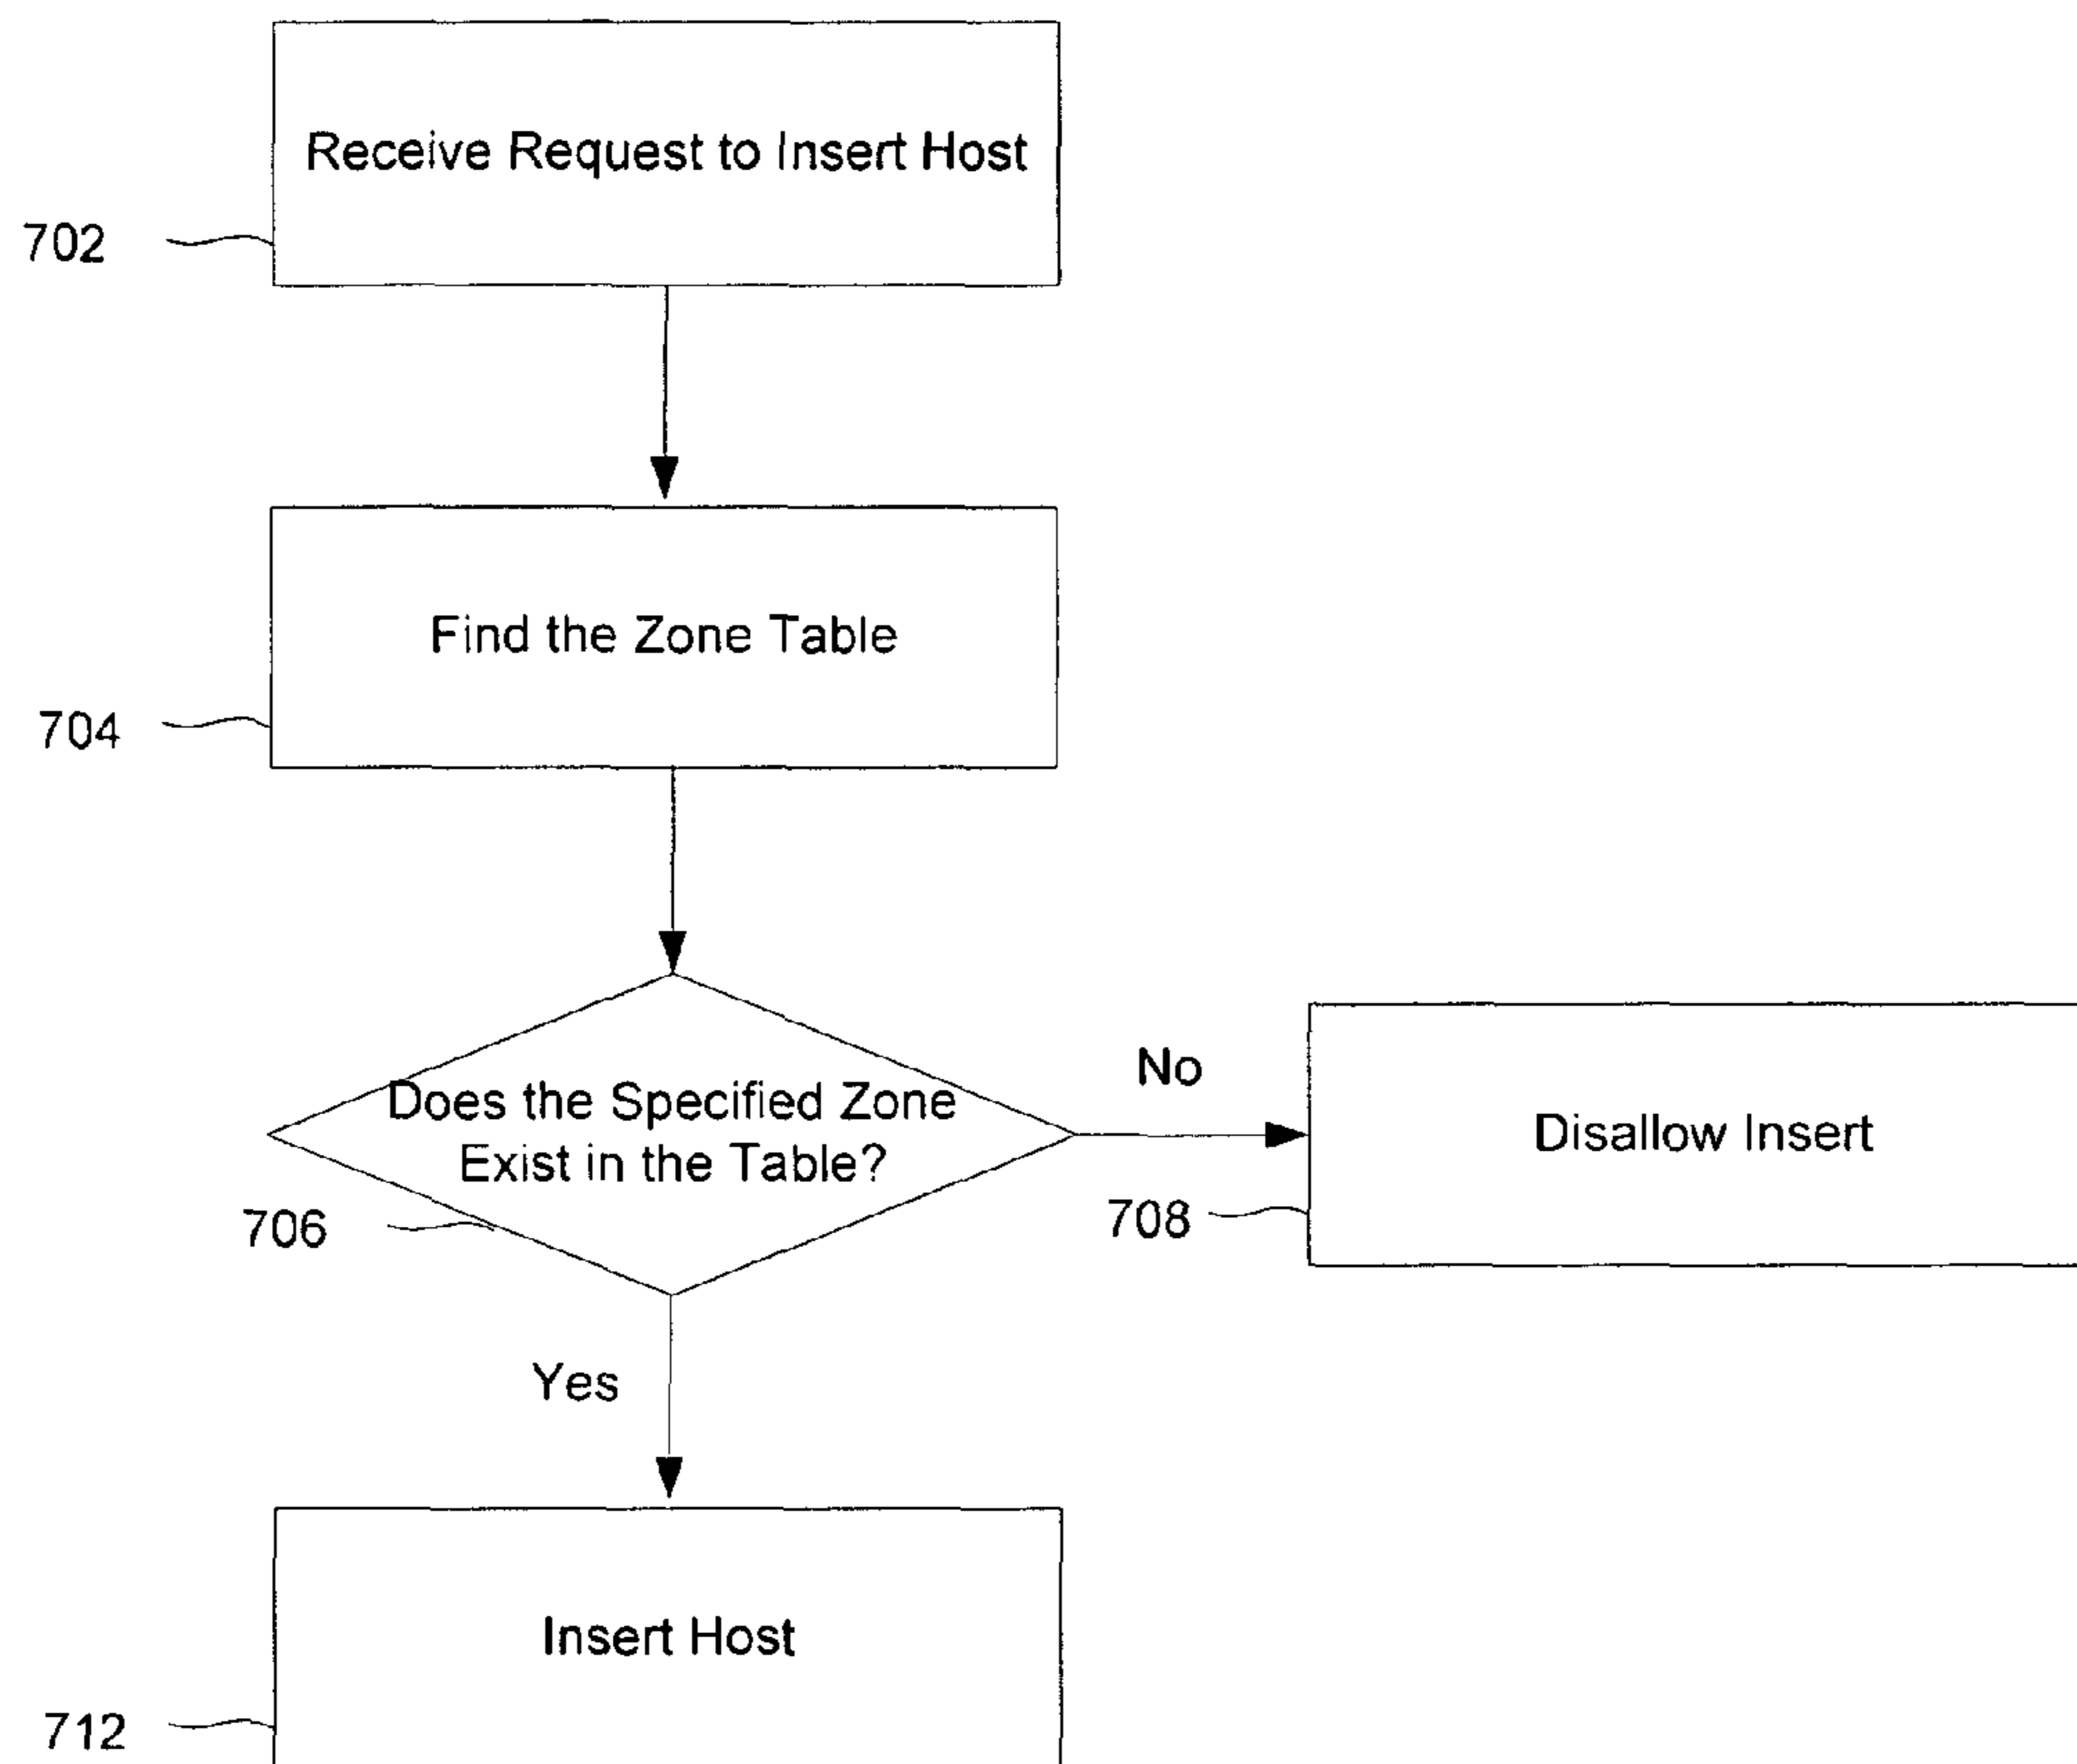 Receive Request to Insert Host
702
Find the Zone Table
704
Does the Specified Zone
Exist in the Table?
706
No
Disallow Insert
708
Yes
Insert Host
712